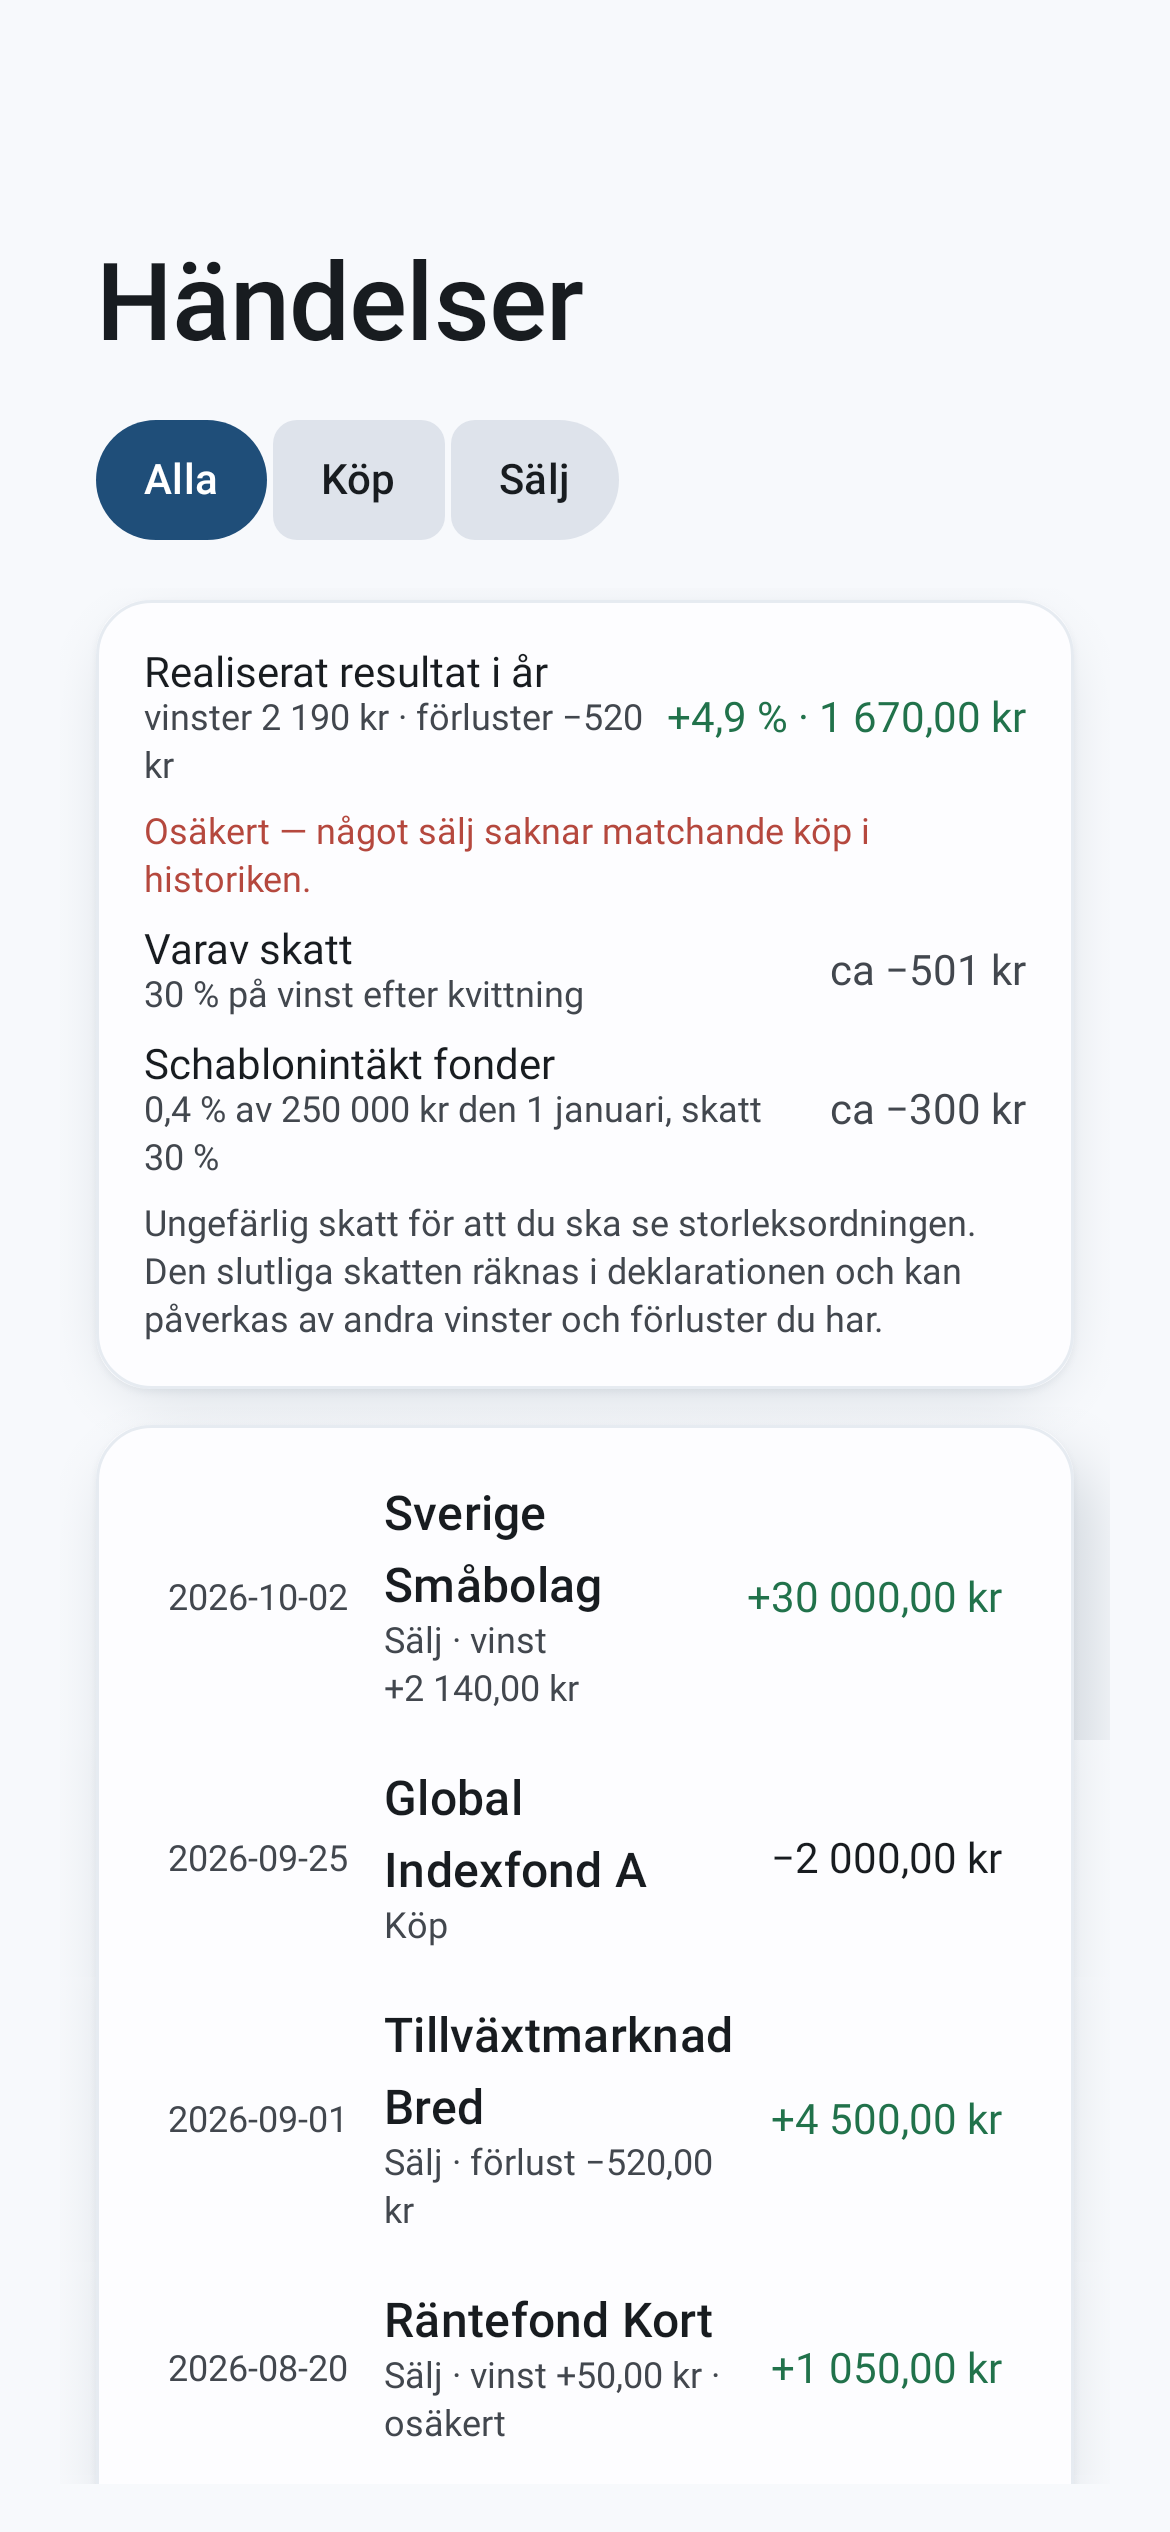 Händelser
Alla
Köp
Sälj
Realiserat resultat i år
vinster 2 190 kr · förluster −520
kr
+4,9 % · 1 670,00 kr
Osäkert — något sälj saknar matchande köp i
historiken.
Varav skatt
30 % på vinst efter kvittning
ca −501 kr
Schablonintäkt fonder
0,4 % av 250 000 kr den 1 januari, skatt
30 %
ca −300 kr
Ungefärlig skatt för att du ska se storleksordningen.
Den slutliga skatten räknas i deklarationen och kan
påverkas av andra vinster och förluster du har.
2026-10-02
Sverige
Småbolag
Sälj · vinst
+2 140,00 kr
+30 000,00 kr
2026-09-25
Global
Indexfond A
Köp
−2 000,00 kr
2026-09-01
Tillväxtmarknad
Bred
Sälj · förlust −520,00
kr
+4 500,00 kr
2026-08-20
Räntefond Kort
Sälj · vinst +50,00 kr ·
osäkert
+1 050,00 kr